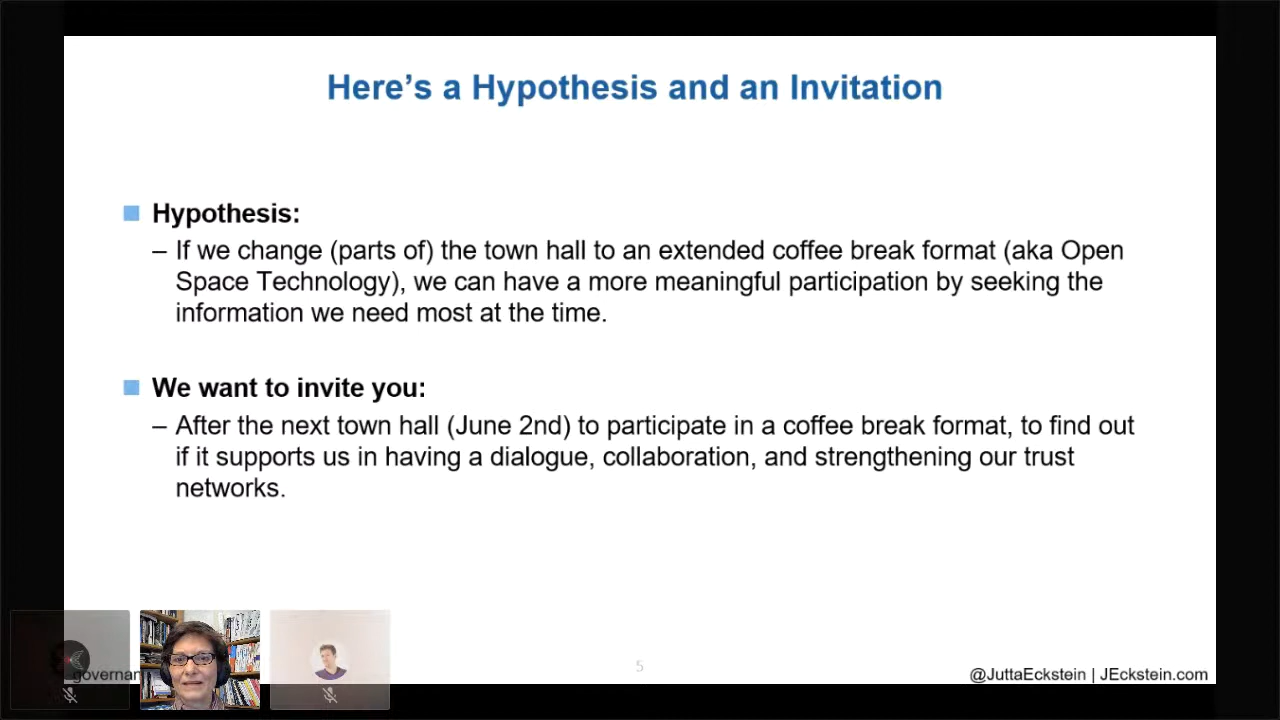 Here's a Hypothesis and an Invitation
Hypothesis:
– If we change (parts of) the town hall to an extended coffee break format (aka Open
Space Technology), we can have a more meaningful participation by seeking the
information we need most at the time.
We want to invite you:
– After the next town hall (June 2nd) to participate in a coffee break format, to find out
if it supports us in having a dialogue, collaboration, and strengthening our trust
networks.
5
@JuttaEckstein | JEckstein.com